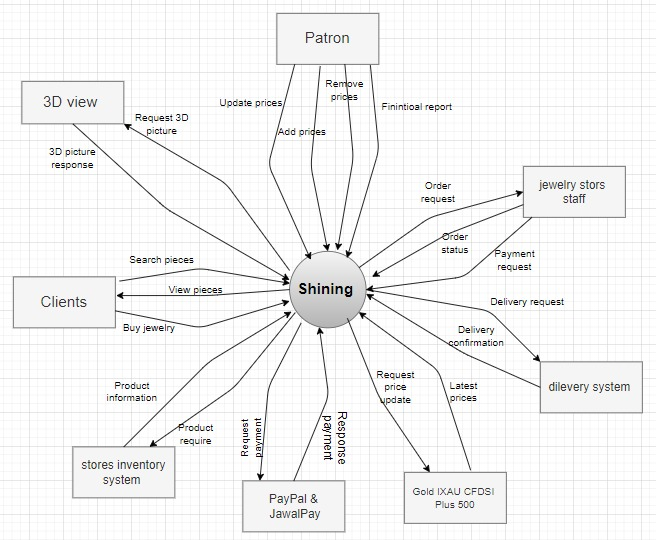 Patron
3D view
Update prices
Add prices
Remove
prices
Finintioal report
Request 3D
picture
3D picture
response
jewelry stors
staff
Order
request
Order
status
Payment
request
Search pieces
View pieces
Buy jewelry
Clients
Shining
Delivery request
Delivery
confirmation
dilevery system
Product
information
Product
require
stores inventory
system
Request
payment
Response
payment
PayPal &
JawalPay
Request
price
update
Latest
prices
Gold IXAU CFDSI
Plus 500